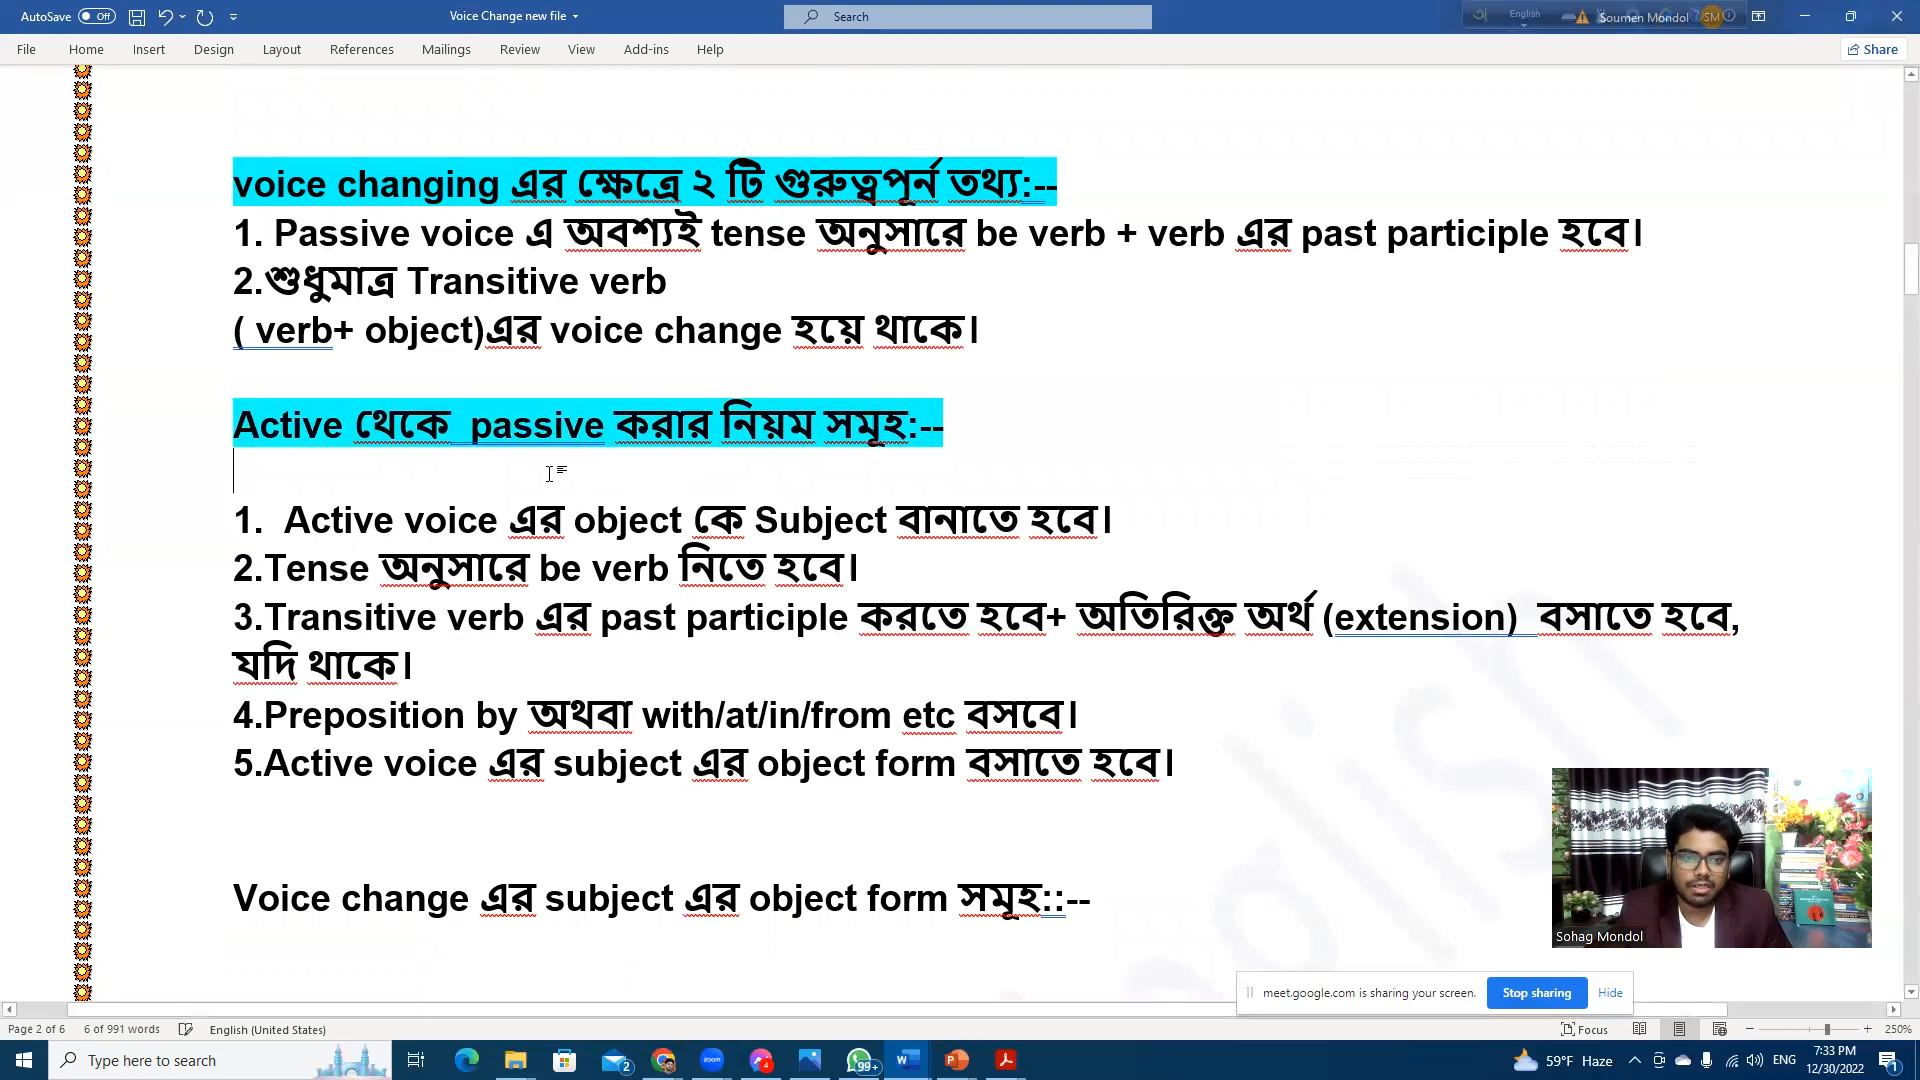 AutoSave Off
Voice Change new file
Search
English
Soumen Mondol SM
File Home Insert Design Layout References Mailings Review View Add-ins Help
Share
voice changing এর ক্ষেত্রে ২ টি গুরুত্বপূর্ন তথ্য:--
1. Passive voice এ অবশ্যই tense অনুসারে be verb + verb এর past participle হবে।
2.শুধুমাত্র Transitive verb
( verb+ object)এর voice change হয়ে থাকে।
Active থেকে passive করার নিয়ম সমূহ:--
1. Active voice এর object কে Subject বানাতে হবে।
2.Tense অনুসারে be verb নিতে হবে।
3.Transitive verb এর past participle করতে হবে+ অতিরিক্ত অর্থ (extension) বসাতে হবে,
যদি থাকে।
4.Preposition by অথবা with/at/in/from etc বসবে।
5.Active voice এর subject এর object form বসাতে হবে।
Voice change এর subject এর object form সমূহ::--
Sohag Mondol
meet.google.com is sharing your screen. Stop sharing Hide
Page 2 of 6 6 of 991 words English (United States) Focus 250%
Type here to search
zoom
2
4
99+
59°F Haze
ENG
7:33 PM
12/30/2022
1